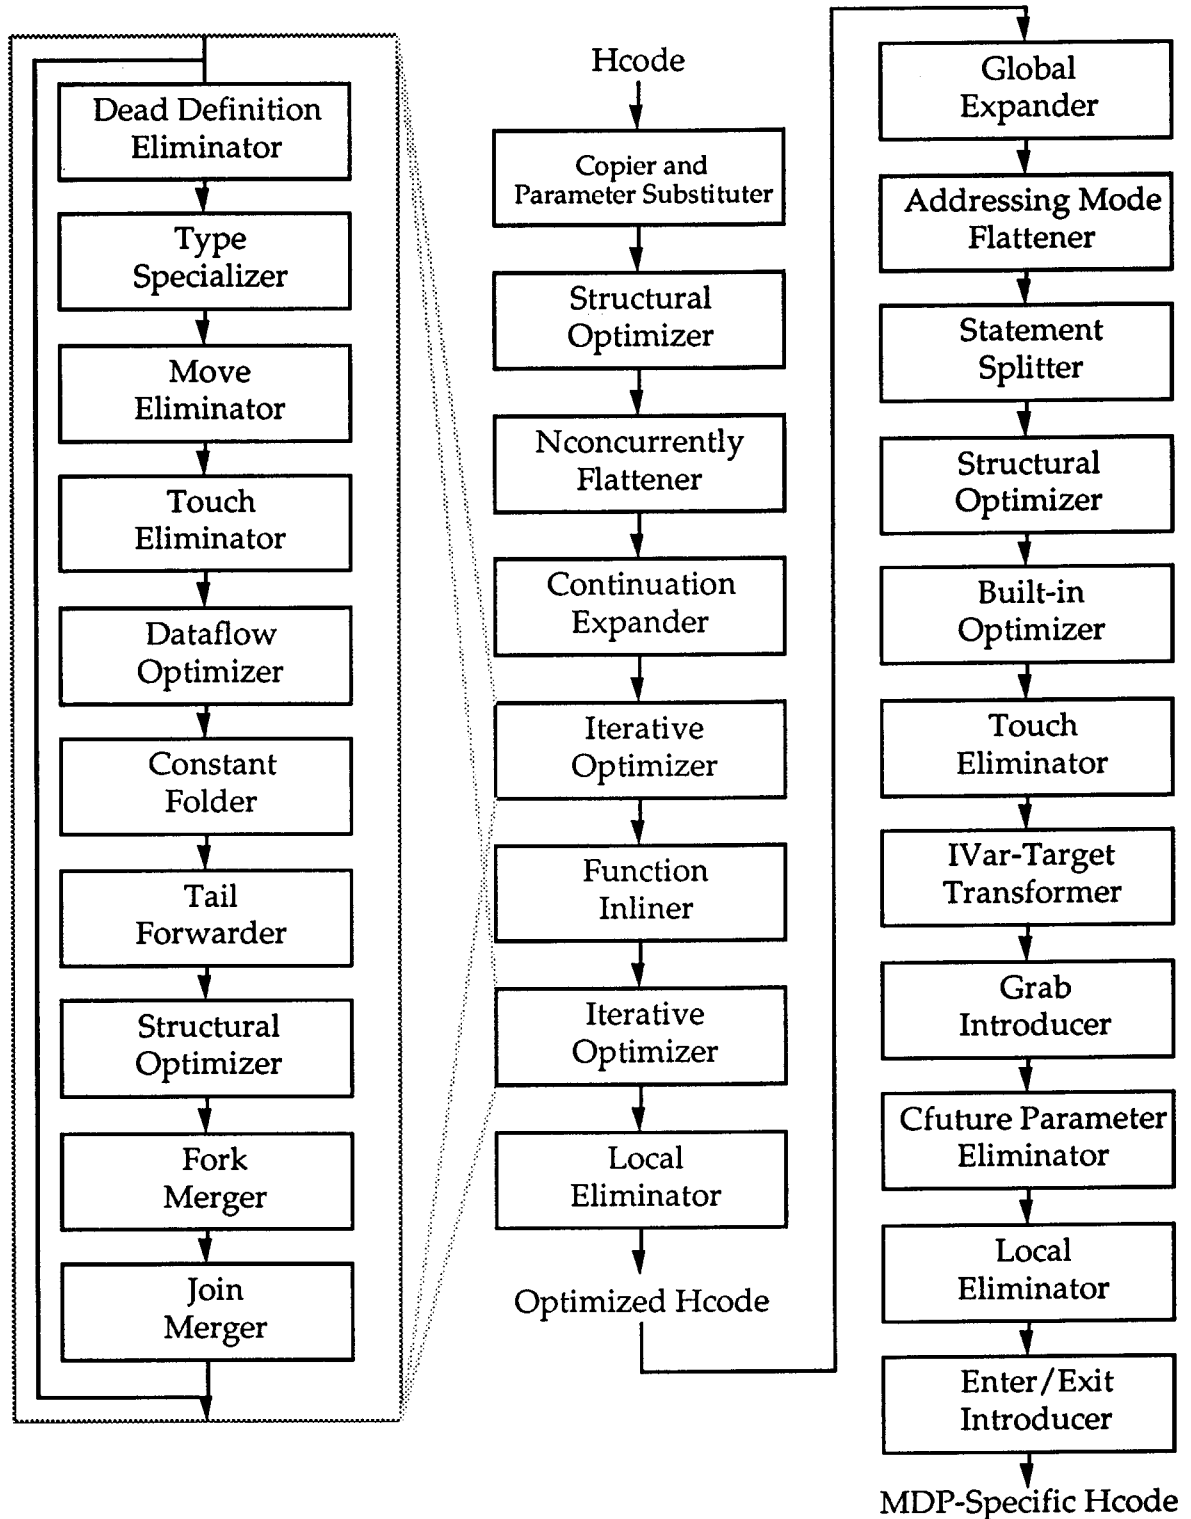 Dead Definition
Eliminator
Type
Specializer
Move
Eliminator
Touch
Eliminator
Dataflow
Optimizer
Constant
Folder
Tail
Forwarder
Structural
Optimizer
Fork
Merger
Join
Merger
Hcode
Copier and
Parameter Substituter
Structural
Optimizer
Nconcurrently
Flattener
Continuation
Expander
Iterative
Optimizer
Function
Inliner
Iterative
Optimizer
Local
Eliminator
Optimized Hcode
Global
Expander
Addressing Mode
Flattener
Statement
Splitter
Structural
Optimizer
Built-in
Optimizer
Touch
Eliminator
IVar-Target
Transformer
Grab
Introducer
Cfuture Parameter
Eliminator
Local
Eliminator
Enter/Exit
Introducer
MDP-Specific Hcode